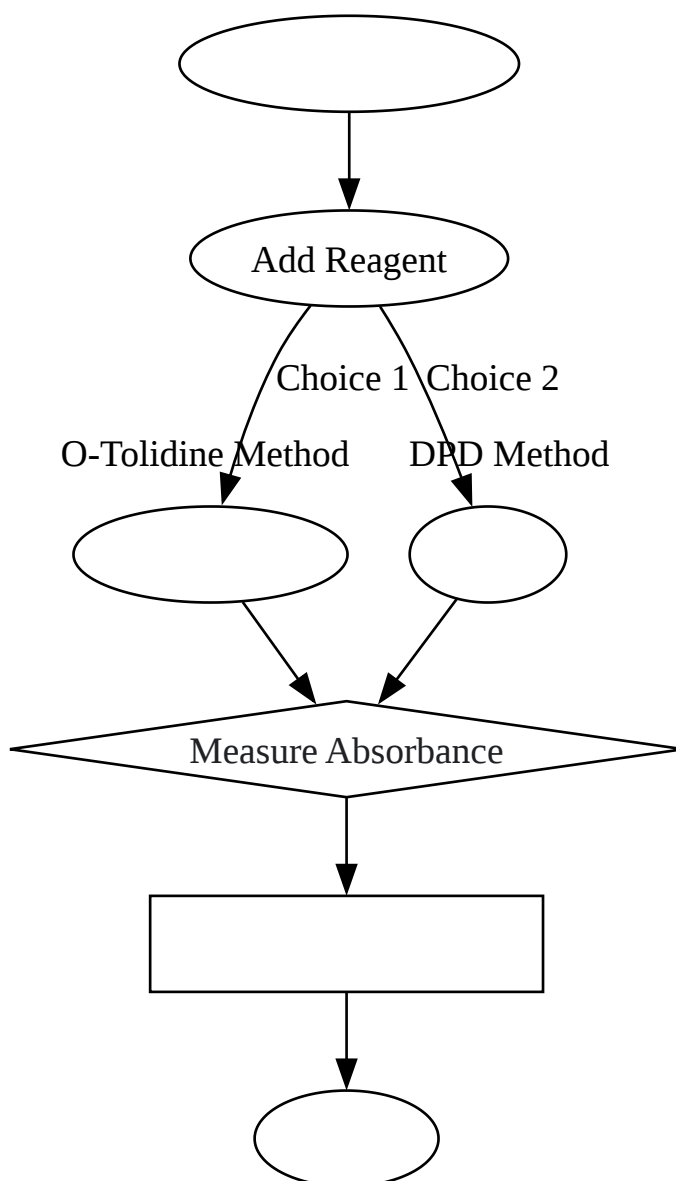 Add Reagent
Choice 1
Choice 2
O-Tolidine Method
DPD Method
Measure Absorbance